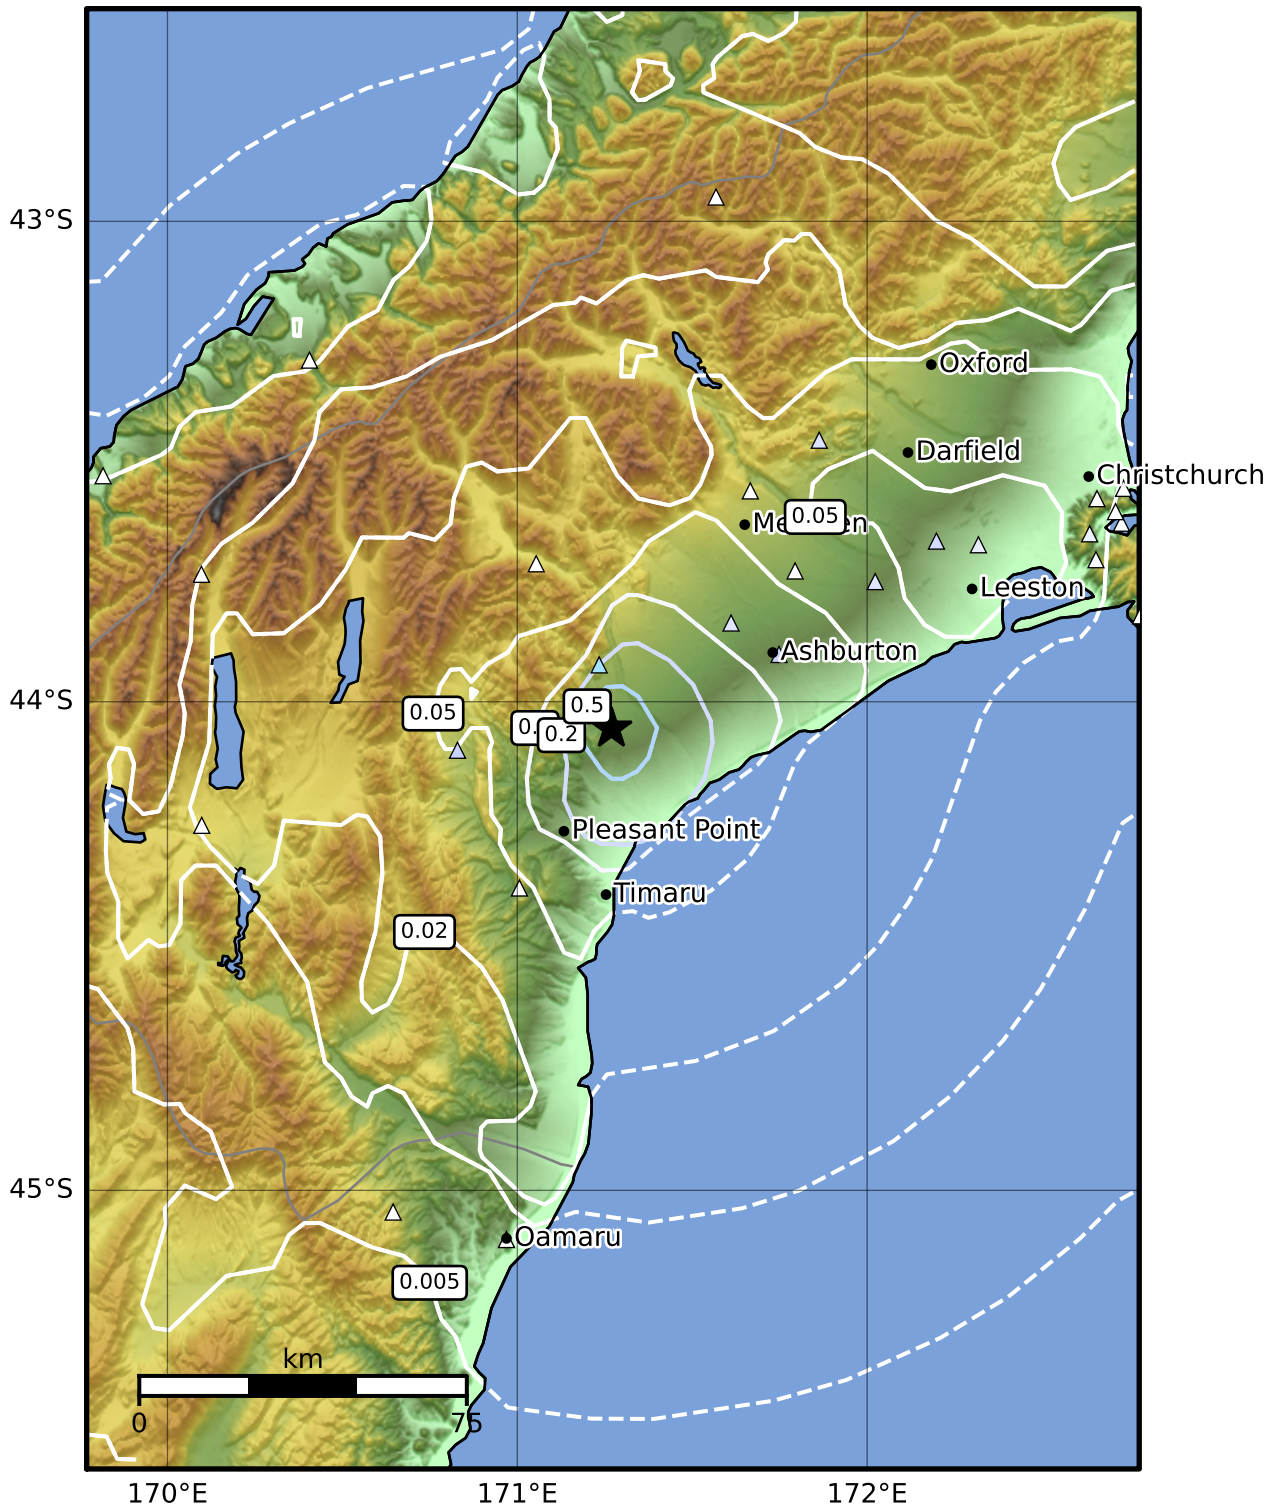 43°S
Oxford
Darfield
Christchurch
0.05
Leeston
Ashburton
44°S
0.05
0.5
0.2
Pleasant Point
Timaru
0.02
45°S
Oamaru
0.005
km
0
75
170°E
171°E
172°E